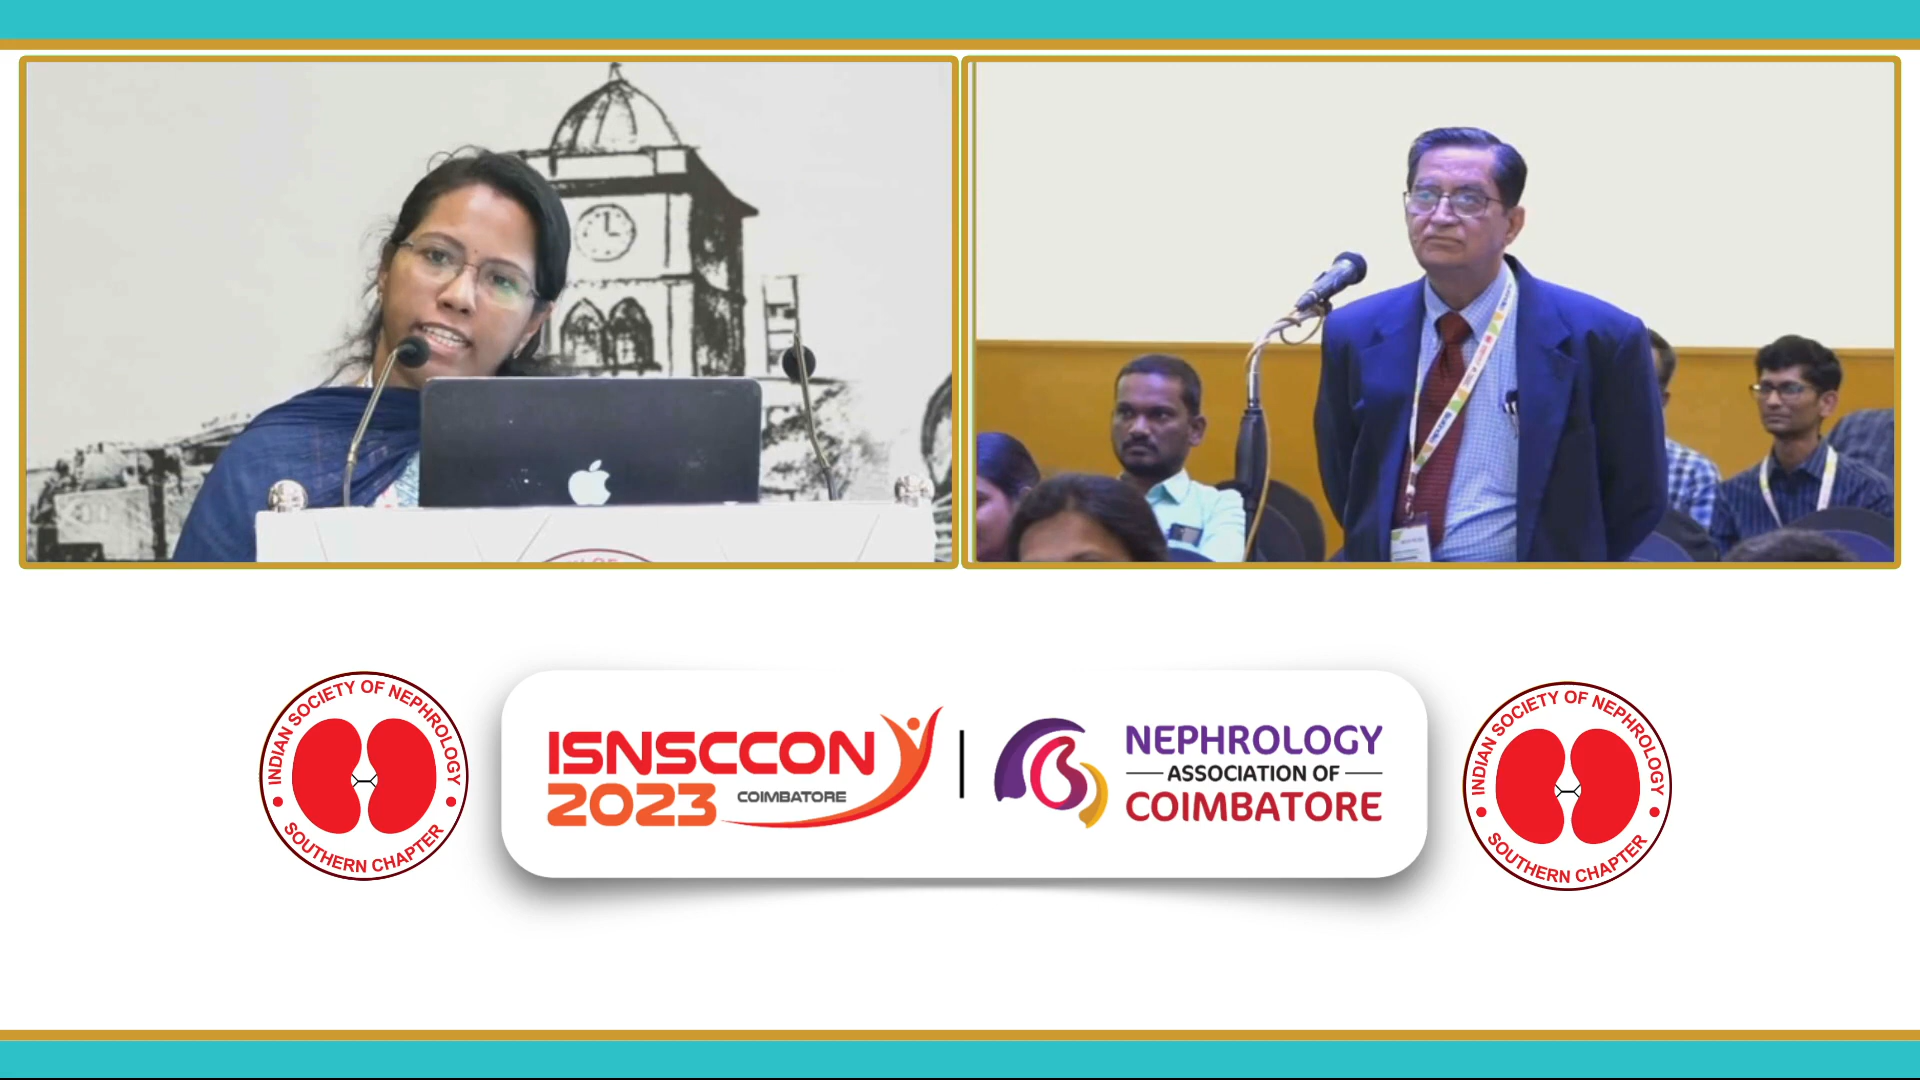 INDIAN SOCIETY OF NEPHROLOGY
SOUTHERN CHAPTER
ISNSCCON
2023 COIMBATORE
NEPHROLOGY
ASSOCIATION OF
COIMBATORE
INDIAN SOCIETY OF NEPHROLOGY
SOUTHERN CHAPTER